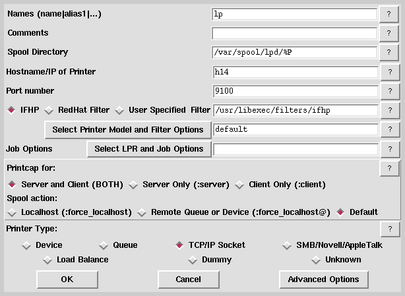 Names (name|alias1|...) lp ?
Comments ?
Spool Directory /var/spool/lpd/%P ?
Hostname/IP of Printer h14 ?
Port number 9100 ?
IFHP RedHat Filter User Specified Filter /usr/libexec/filters/ifhp ?
Select Printer Model and Filter Options default ?
Job Options Select LPR and Job Options ?
Printcap for: ?
Server and Client (BOTH) Server Only (:server) Client Only (:client)
Spool action:
Localhost (:force_localhost) Remote Queue or Device (:force_localhost@) Default
Printer Type: ?
Device Queue TCP/IP Socket SMB/Novell/AppleTalk
Load Balance Dummy Unknown
OK Cancel Advanced Options